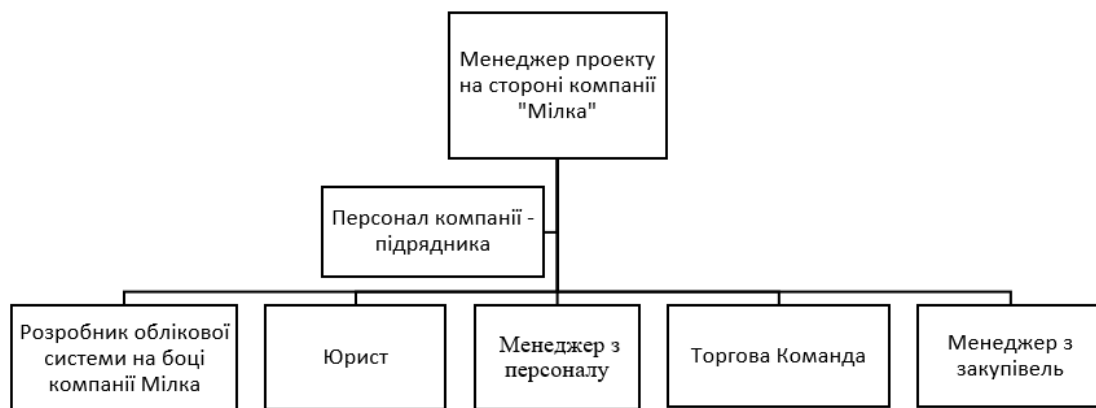 Менеджер проекту
на стороні компанії
"Мілка"
Персонал компанії -
підрядника
Розробник облікової
системи на боці
компанії Мілка
Юрист
Менеджер з
персоналу
Торгова Команда
Менеджер з
закупівель